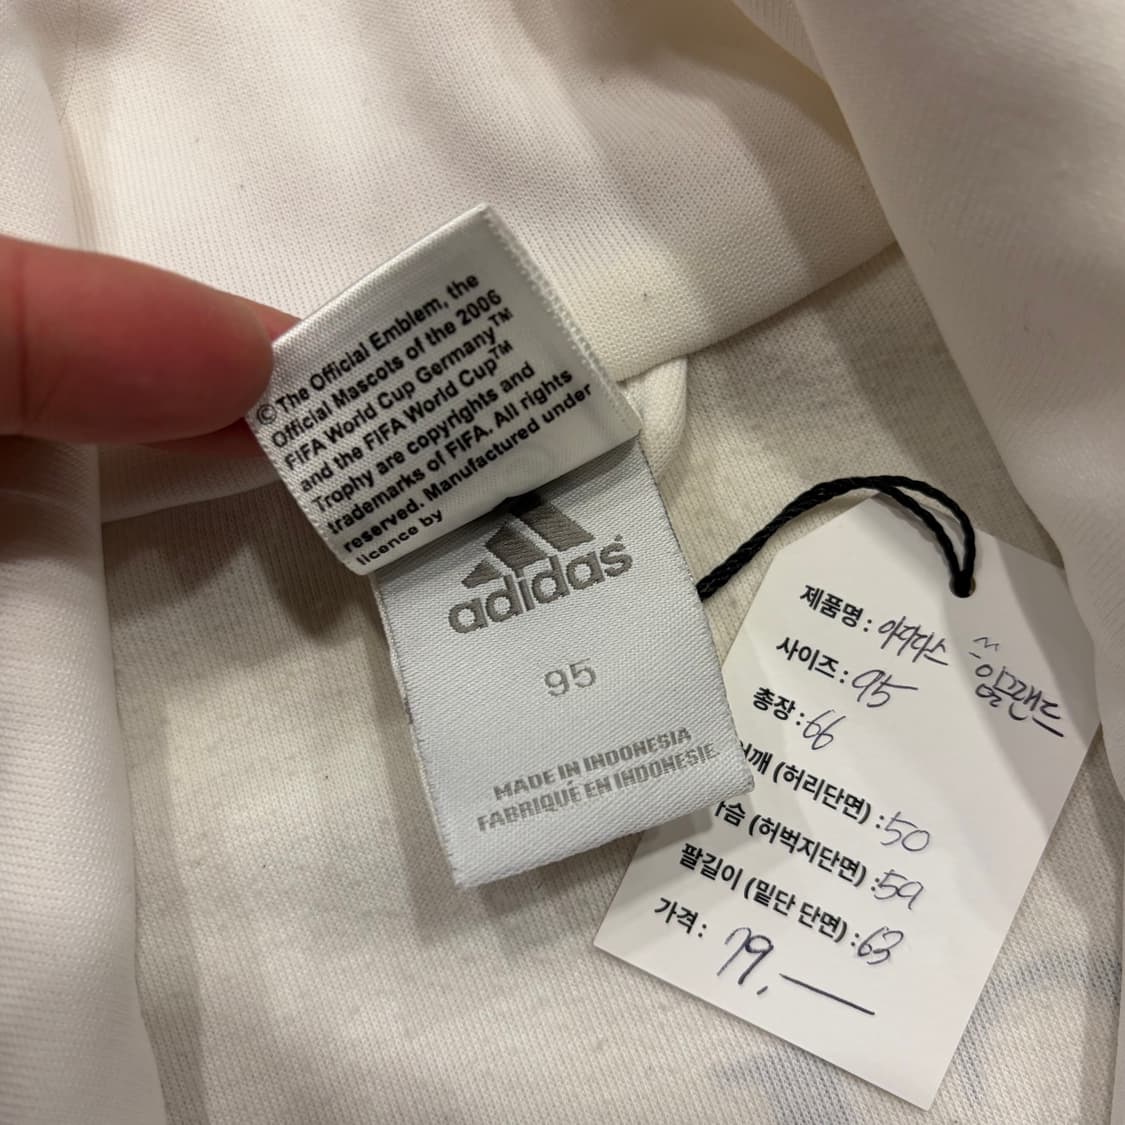 © The Official Emblem, the
Official Mascots of the 2006
FIFA World Cup Germany™
and the FIFA World Cup™
Trophy are copyrights and
trademarks of FIFA. All rights
reserved. Manufactured under
licence by
adidas
95
MADE IN INDONESIA
FABRIQUÉ EN INDONESIE
제품명 : 아디다스 잉글랜드
사이즈 : 95
총장 : 66
어깨 (허리단면) : 50
가슴 (허벅지단면) : 59
팔길이 (밑단 단면) : 63
가격 : 79.—